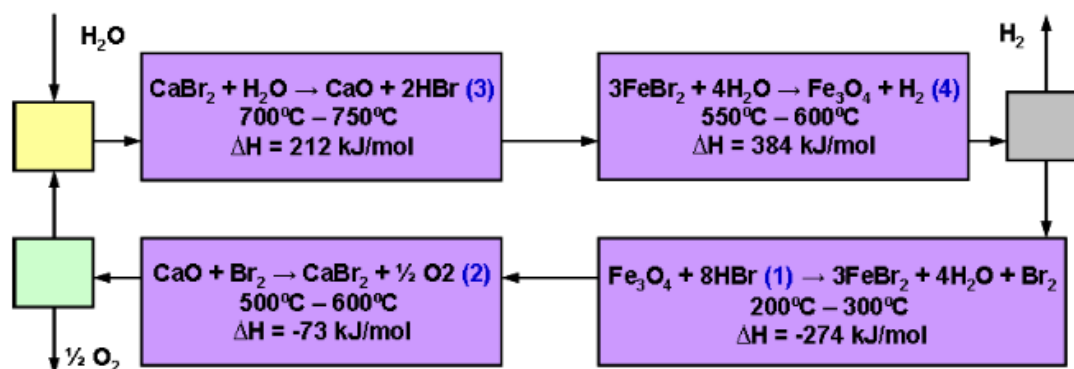 H₂O
H₂
CaBr₂ + H₂O → CaO + 2HBr (3)
700ºC – 750ºC
ΔH = 212 kJ/mol
3FeBr₂ + 4H₂O → Fe₃O₄ + H₂ (4)
550ºC – 600ºC
ΔH = 384 kJ/mol
CaO + Br₂ → CaBr₂ + ½ O2 (2)
500ºC – 600ºC
ΔH = -73 kJ/mol
Fe₃O₄ + 8HBr (1) → 3FeBr₂ + 4H₂O + Br₂
200ºC – 300ºC
ΔH = -274 kJ/mol
½ O₂